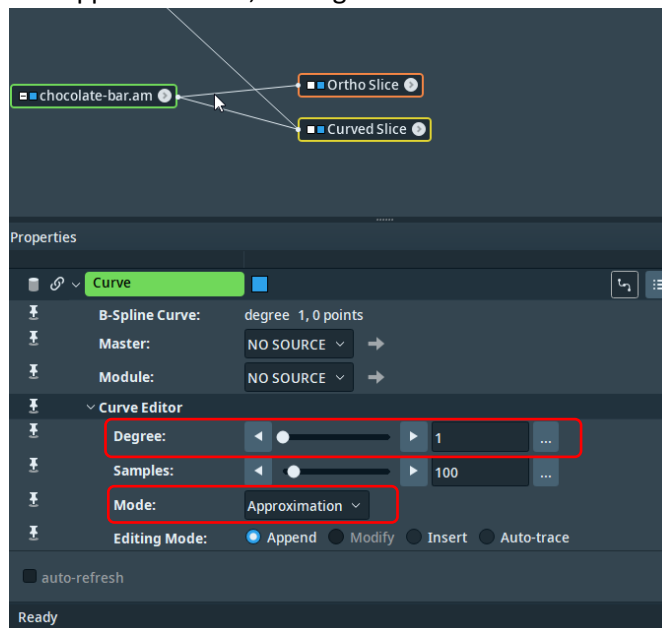 chocolate-bar.am
Ortho Slice
Curved Slice
Properties
Curve
B-Spline Curve: degree 1, 0 points
Master: NO SOURCE
Module: NO SOURCE
Curve Editor
Degree: 1 ...
Samples: 100 ...
Mode: Approximation
Editing Mode: Append Modify Insert Auto-trace
auto-refresh
Ready